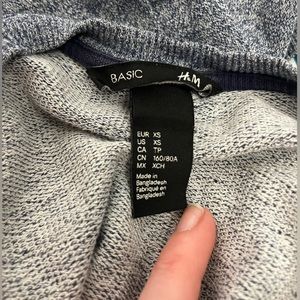 BASIC H&M
EUR XS
US XS
CA TP
CN 160/80A
MX XCH
Made in
Bangladesh
Fabriqué en
Bangladesh